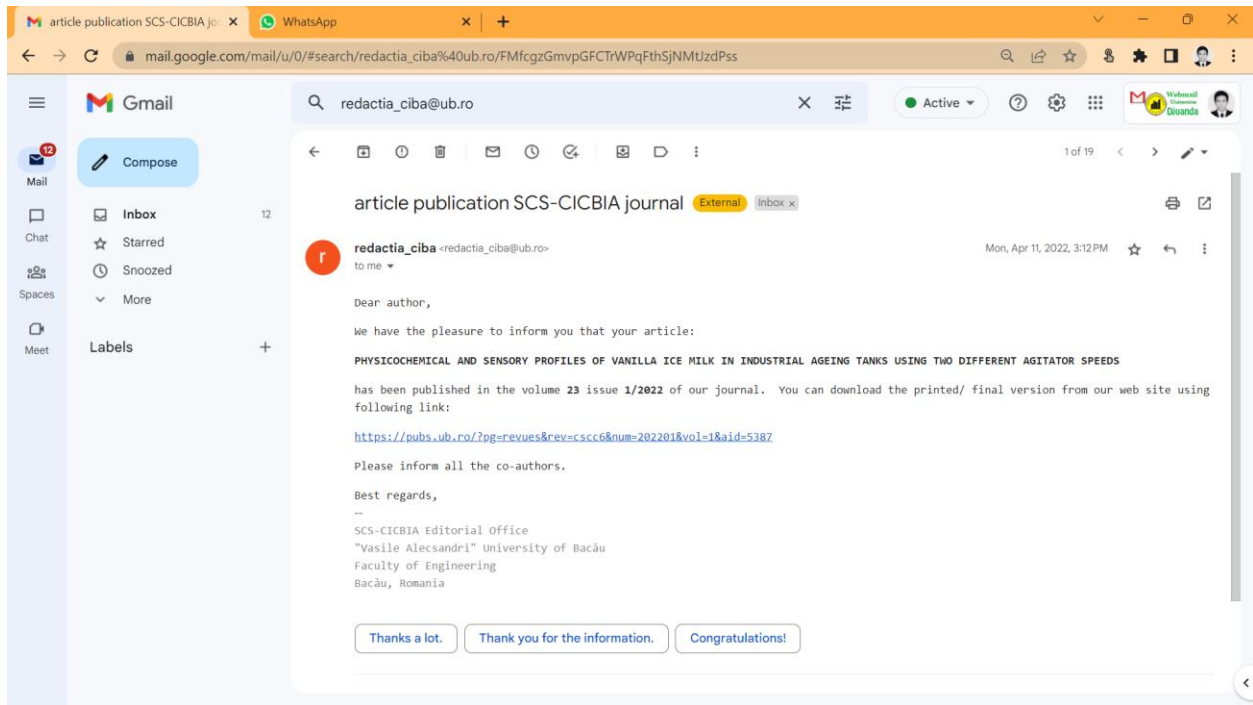 article publication SCS-CICBIA jo
WhatsApp
mail.google.com/mail/u/0/#search/redactia_ciba%40ub.ro/FMfcgzGmvpGFCTrWPqFthSjNMtJzdPss
Gmail
redactia_ciba@ub.ro
Active
Webmail
Universitas
Djuanda
12
Mail
Compose
1 of 19
Chat
Spaces
Meet
Inbox 12
Starred
Snoozed
More
Labels
article publication SCS-CICBIA journal External Inbox x
r
redactia_ciba <redactia_ciba@ub.ro> Mon, Apr 11, 2022, 3:12 PM
to me
Dear author,
We have the pleasure to inform you that your article:
PHYSICOCHEMICAL AND SENSORY PROFILES OF VANILLA ICE MILK IN INDUSTRIAL AGEING TANKS USING TWO DIFFERENT AGITATOR SPEEDS
has been published in the volume 23 issue 1/2022 of our journal. You can download the printed/ final version from our web site using
following link:
https://pubs.ub.ro/?pg=revues&rev=cscc6&num=202201&vol=1&aid=5387
Please inform all the co-authors.
Best regards,
--
SCS-CICBIA Editorial Office
"Vasile Alecsandri" University of Bacău
Faculty of Engineering
Bacău, Romania
Thanks a lot.
Thank you for the information.
Congratulations!